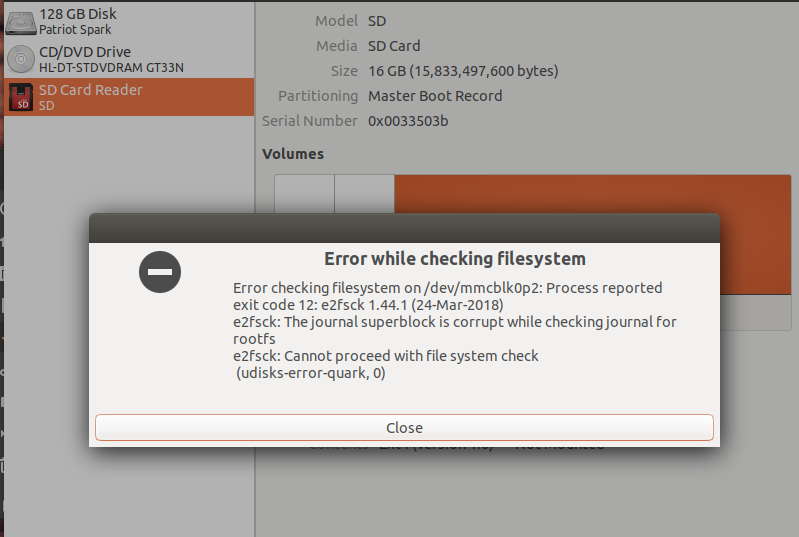 128 GB Disk
Patriot Spark
CD/DVD Drive
HL-DT-STDVDRAM GT33N
SD Card Reader
SD
SD
Model SD
Media SD Card
Size 16 GB (15,833,497,600 bytes)
Partitioning Master Boot Record
Serial Number 0x0033503b
Volumes
Error while checking filesystem
Error checking filesystem on /dev/mmcblk0p2: Process reported
exit code 12: e2fsck 1.44.1 (24-Mar-2018)
e2fsck: The journal superblock is corrupt while checking journal for
rootfs
e2fsck: Cannot proceed with file system check
(udisks-error-quark, 0)
Close